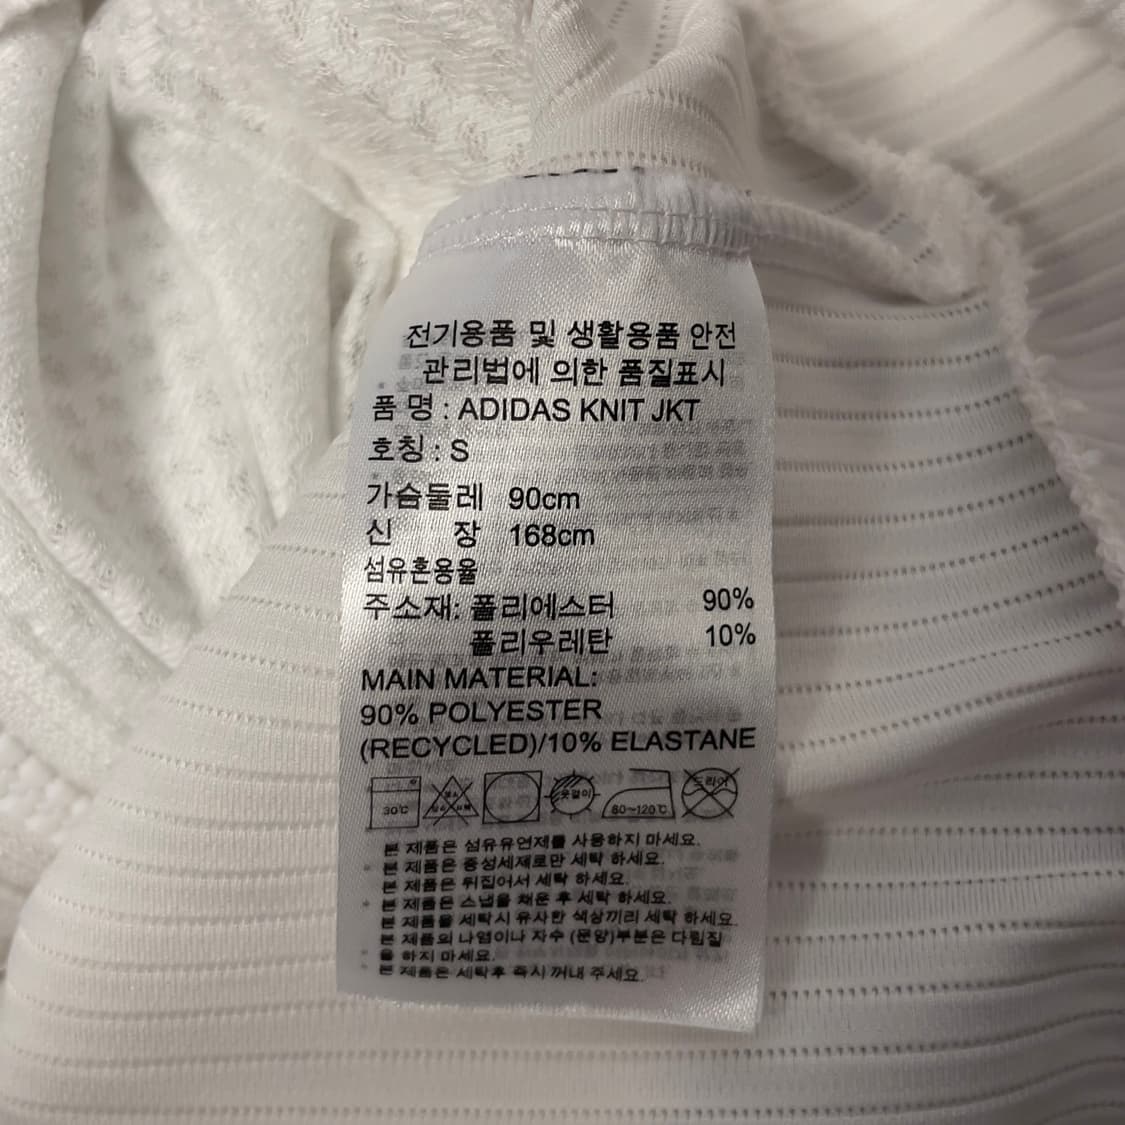 전기용품 및 생활용품 안전
관리법에 의한 품질표시
품 명 : ADIDAS KNIT JKT
호칭 : S
가슴둘레 90cm
신 장 168cm
섬유혼용율
주소재: 폴리에스터 90%
폴리우레탄 10%
MAIN MATERIAL:
90% POLYESTER
(RECYCLED)/10% ELASTANE
30℃ 옷걸이 80~120℃ 드라이
본 제품은 섬유유연제를 사용하지 마세요.
본 제품은 중성세제로만 세탁 하세요.
본 제품은 뒤집어서 세탁 하세요.
본 제품은 스냅을 채운 후 세탁 하세요.
본 제품을 세탁시 유사한 색상끼리 세탁 하세요.
본 제품의 나염이나 자수 (문양)부분은 다림질
을 하지 마세요.
본 제품은 세탁후 즉시 꺼내 주세요.